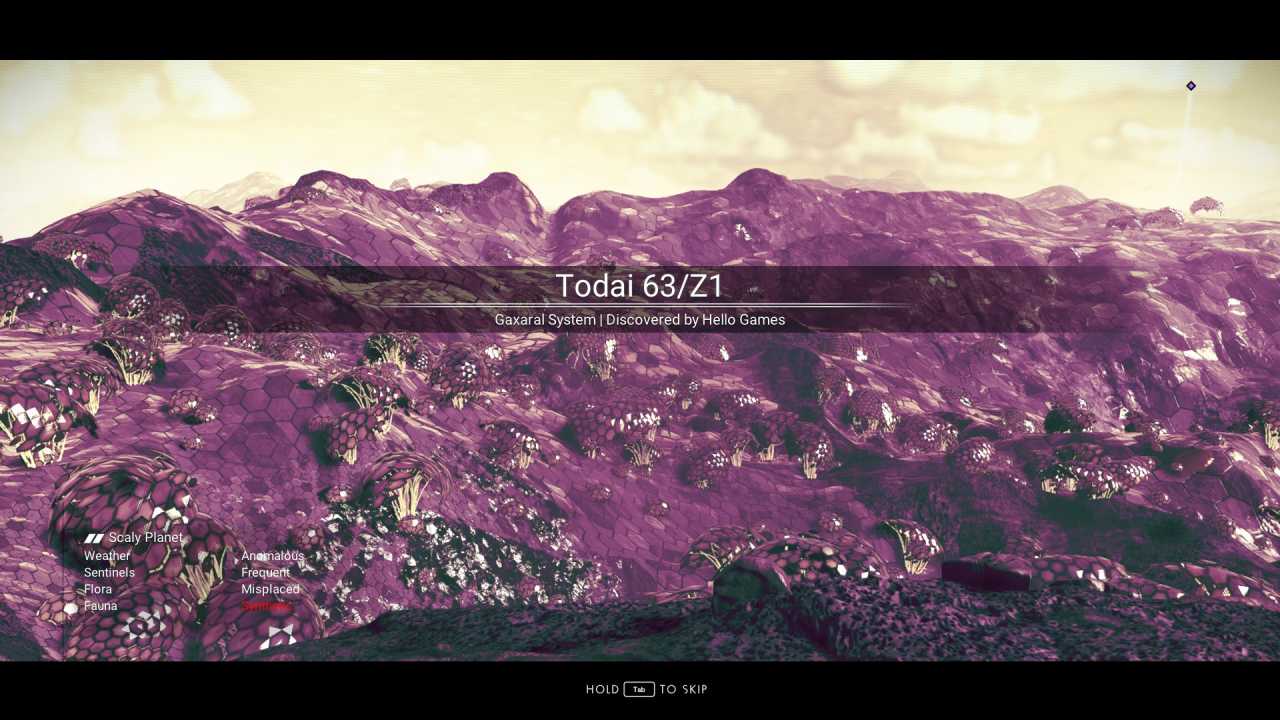 Todai 63/Z1
Gaxaral System | Discovered by Hello Games
Scaly Planet
Weather Anomalous
Sentinels Frequent
Flora Misplaced
Fauna
HOLD Tab TO SKIP